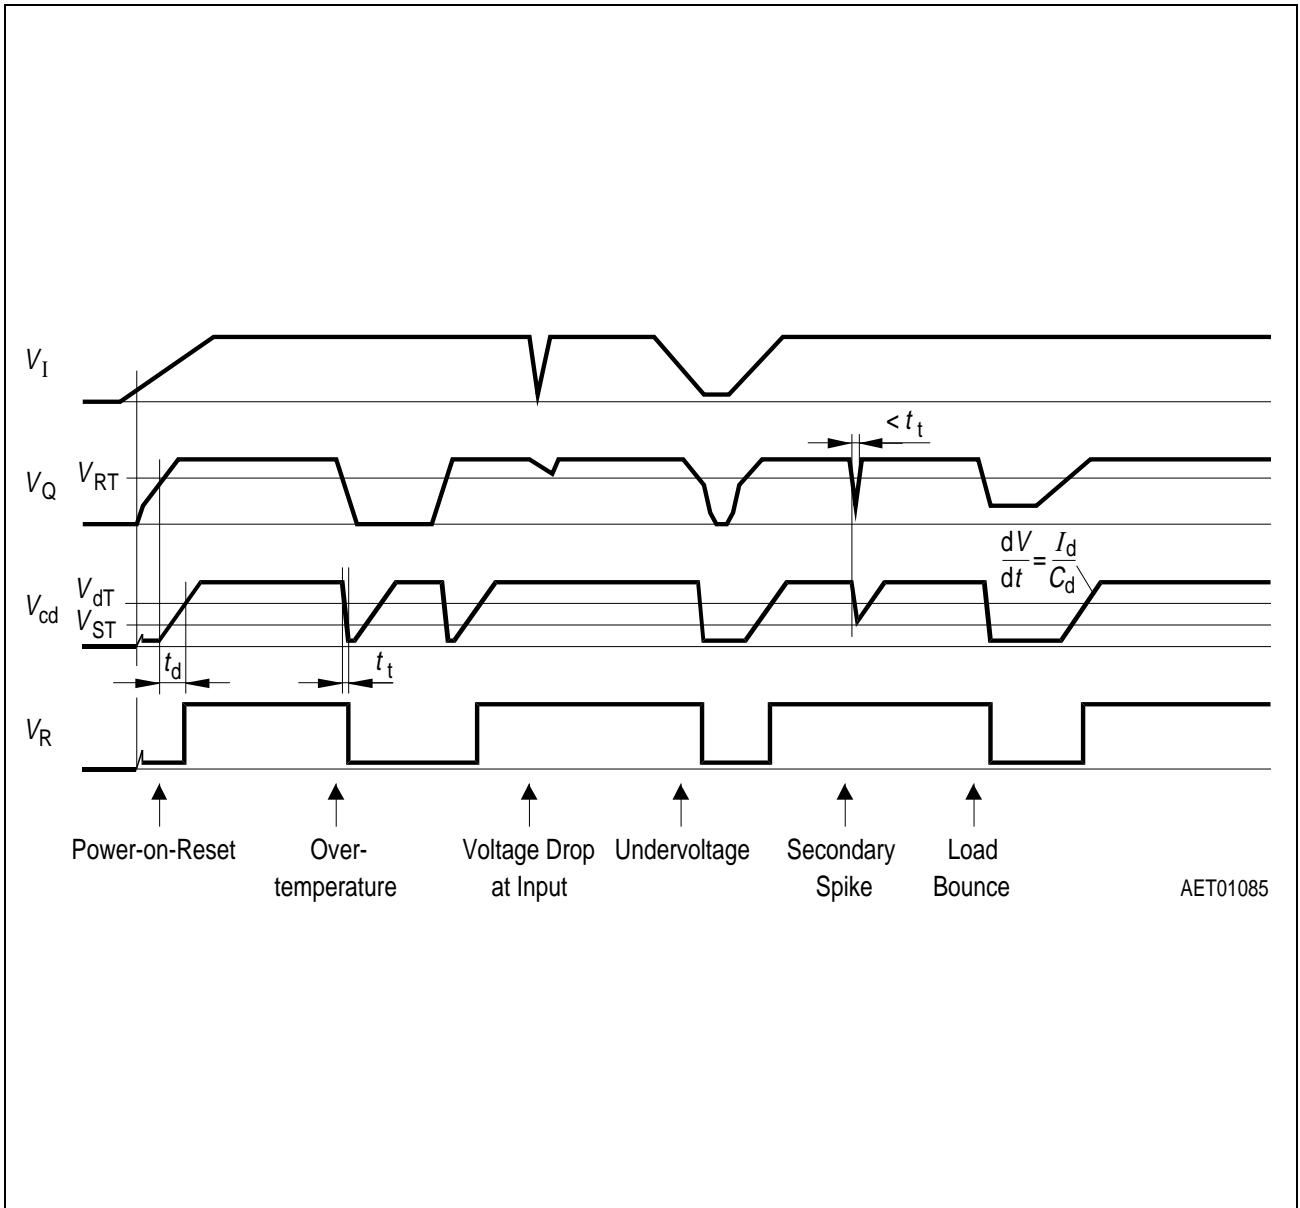 V_I
< t_t
V_Q V_RT
dV/dt = I_d/C_d
V_cd V_dT
V_ST
t_d t_t
V_R
Power-on-Reset Over- Voltage Drop Undervoltage Secondary Load
temperature at Input Spike Bounce AET01085